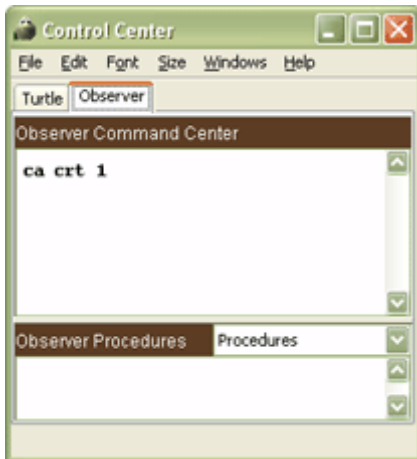 Control Center
File Edit Font Size Windows Help
Turtle Observer
Observer Command Center
ca crt 1
Observer Procedures Procedures